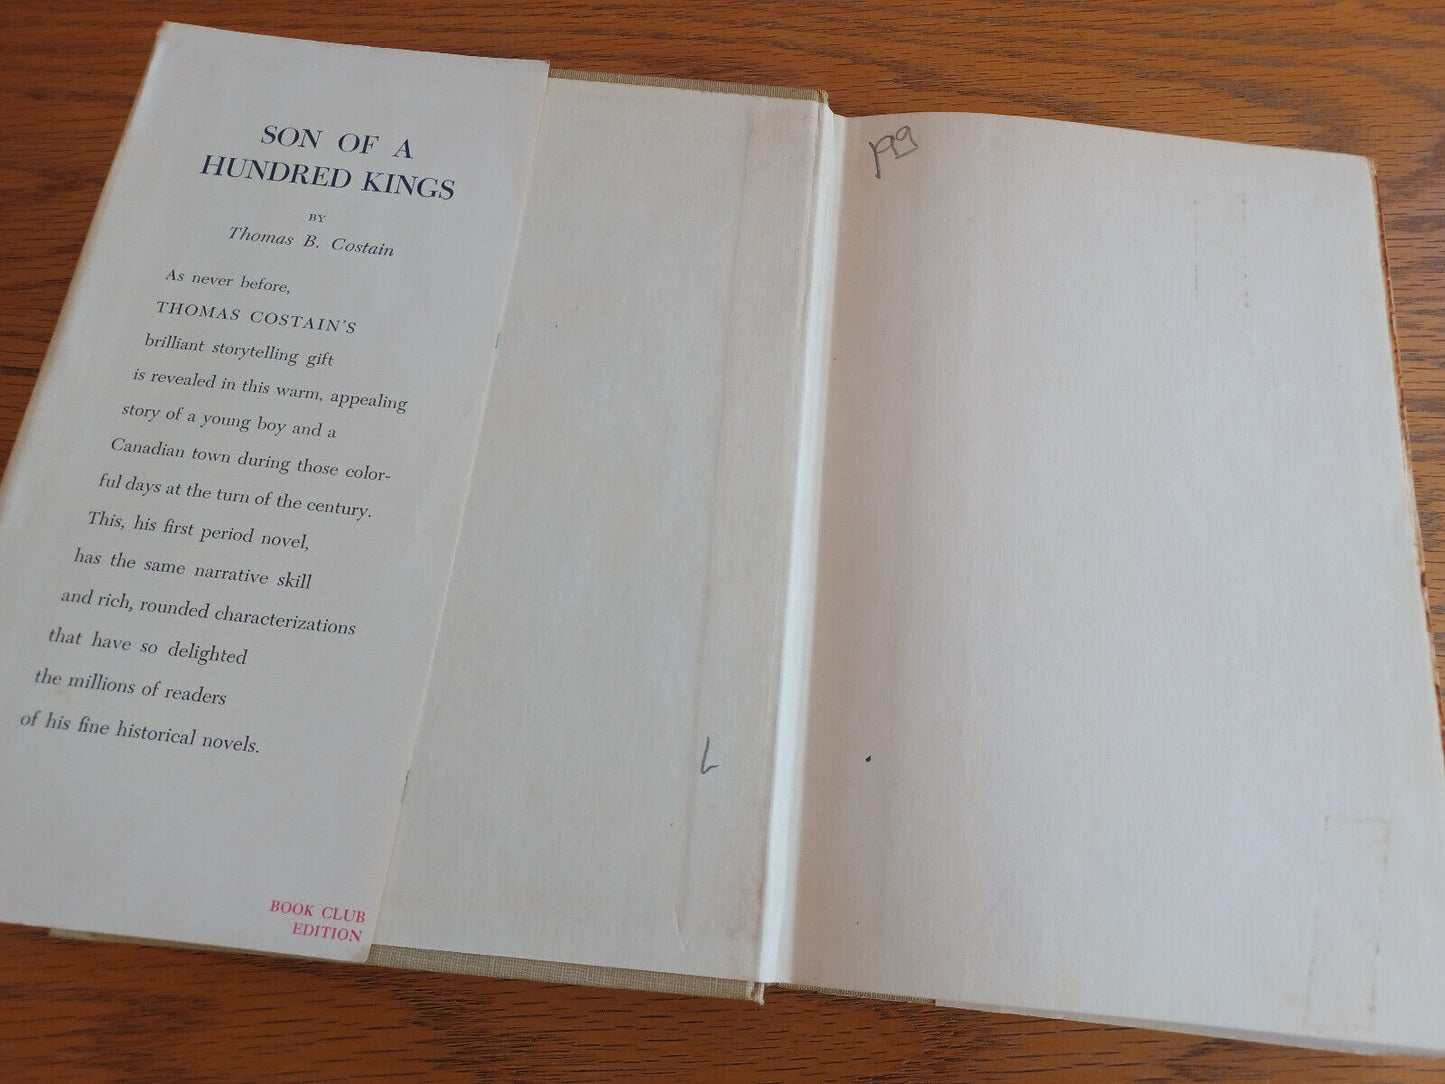 SON OF A
HUNDRED KINGS
BY
Thomas B. Costain
As never before,
THOMAS COSTAIN'S
brilliant storytelling gift
is revealed in this warm, appealing
story of a young boy and a
Canadian town during those color-
ful days at the turn of the century.
This, his first period novel,
has the same narrative skill
and rich, rounded characterizations
that have so delighted
the millions of readers
of his fine historical novels.
BOOK CLUB
EDITION